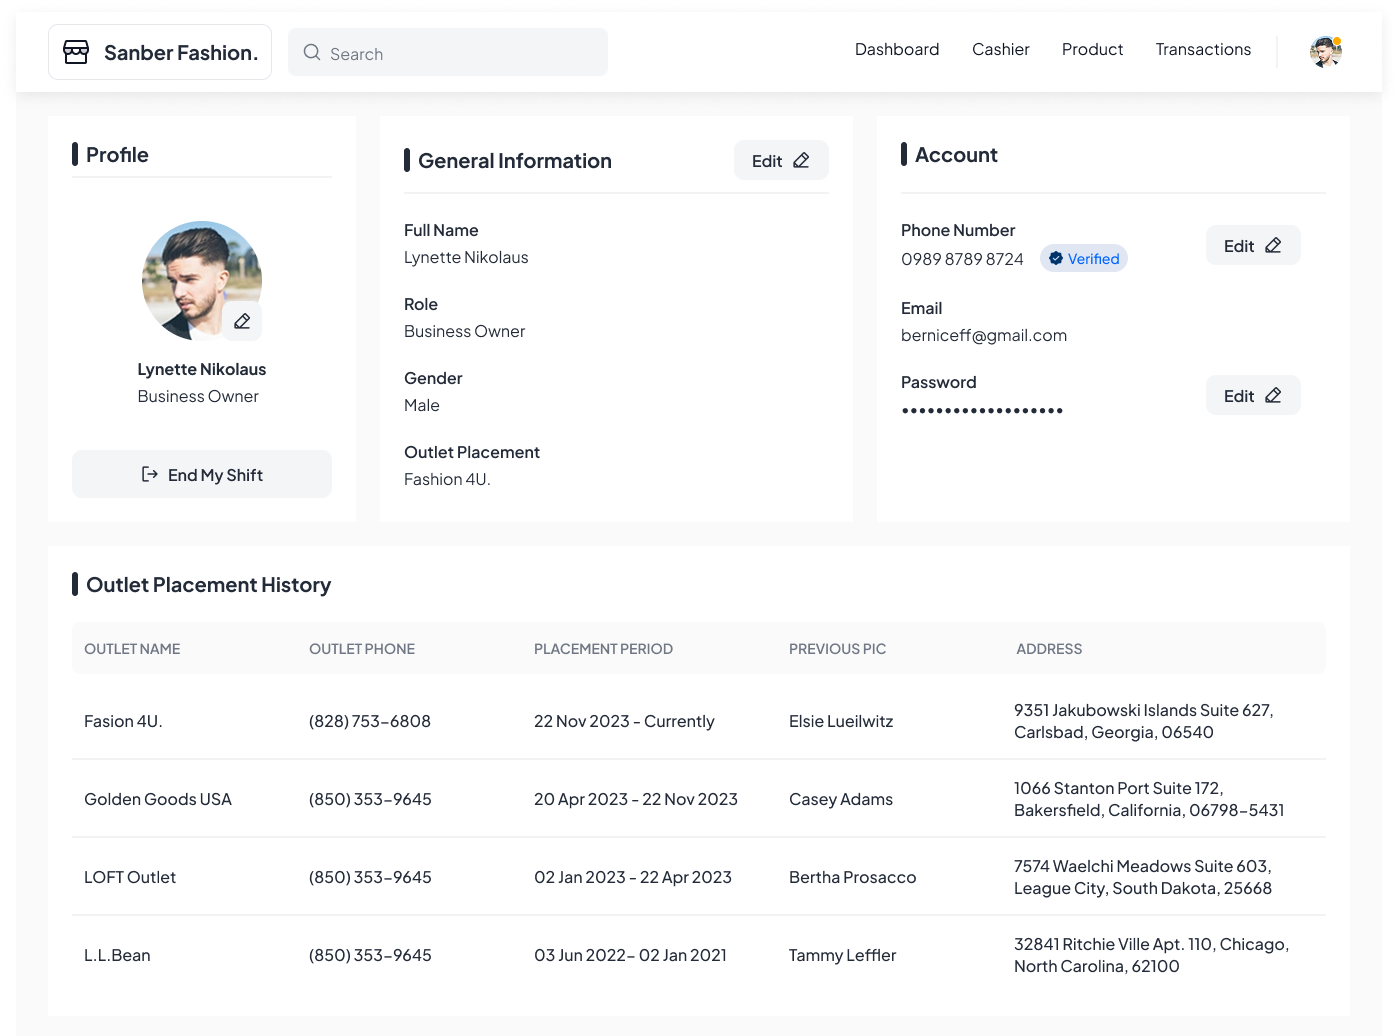 Sanber Fashion.
Search
Dashboard
Cashier
Product
Transactions
Profile
Lynette Nikolaus
Business Owner
End My Shift
General Information
Edit
Full Name
Lynette Nikolaus
Role
Business Owner
Gender
Male
Outlet Placement
Fashion 4U.
Account
Phone Number
0989 8789 8724
Verified
Edit
Email
berniceff@gmail.com
Password
•••••••••••••••••••
Edit
Outlet Placement History
OUTLET NAME
OUTLET PHONE
PLACEMENT PERIOD
PREVIOUS PIC
ADDRESS
Fasion 4U.
(828) 753-6808
22 Nov 2023 - Currently
Elsie Lueilwitz
9351 Jakubowski Islands Suite 627,
Carlsbad, Georgia, 06540
Golden Goods USA
(850) 353-9645
20 Apr 2023 - 22 Nov 2023
Casey Adams
1066 Stanton Port Suite 172,
Bakersfield, California, 06798-5431
LOFT Outlet
(850) 353-9645
02 Jan 2023 - 22 Apr 2023
Bertha Prosacco
7574 Waelchi Meadows Suite 603,
League City, South Dakota, 25668
L.L.Bean
(850) 353-9645
03 Jun 2022- 02 Jan 2021
Tammy Leffler
32841 Ritchie Ville Apt. 110, Chicago,
North Carolina, 62100